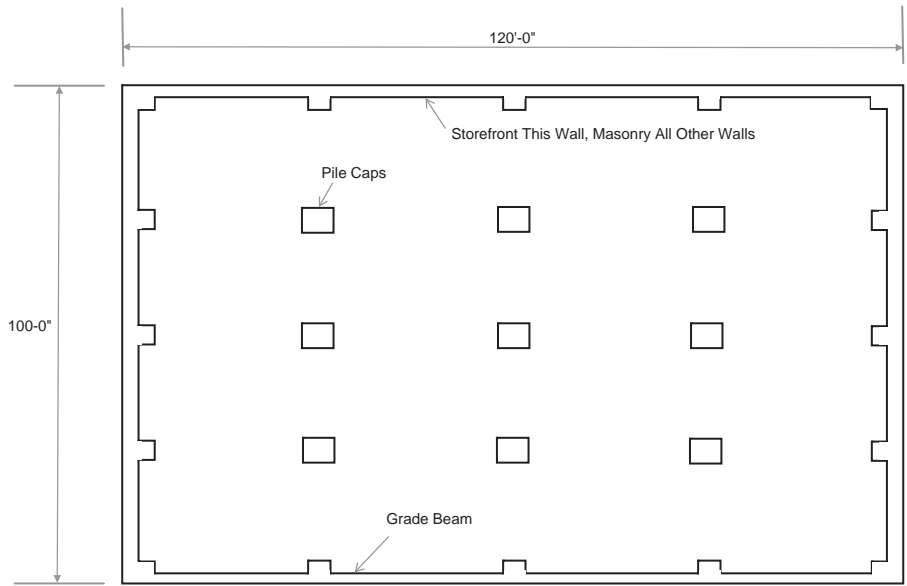 120'-0"
Storefront This Wall, Masonry All Other Walls
Pile Caps
100-0"
Grade Beam